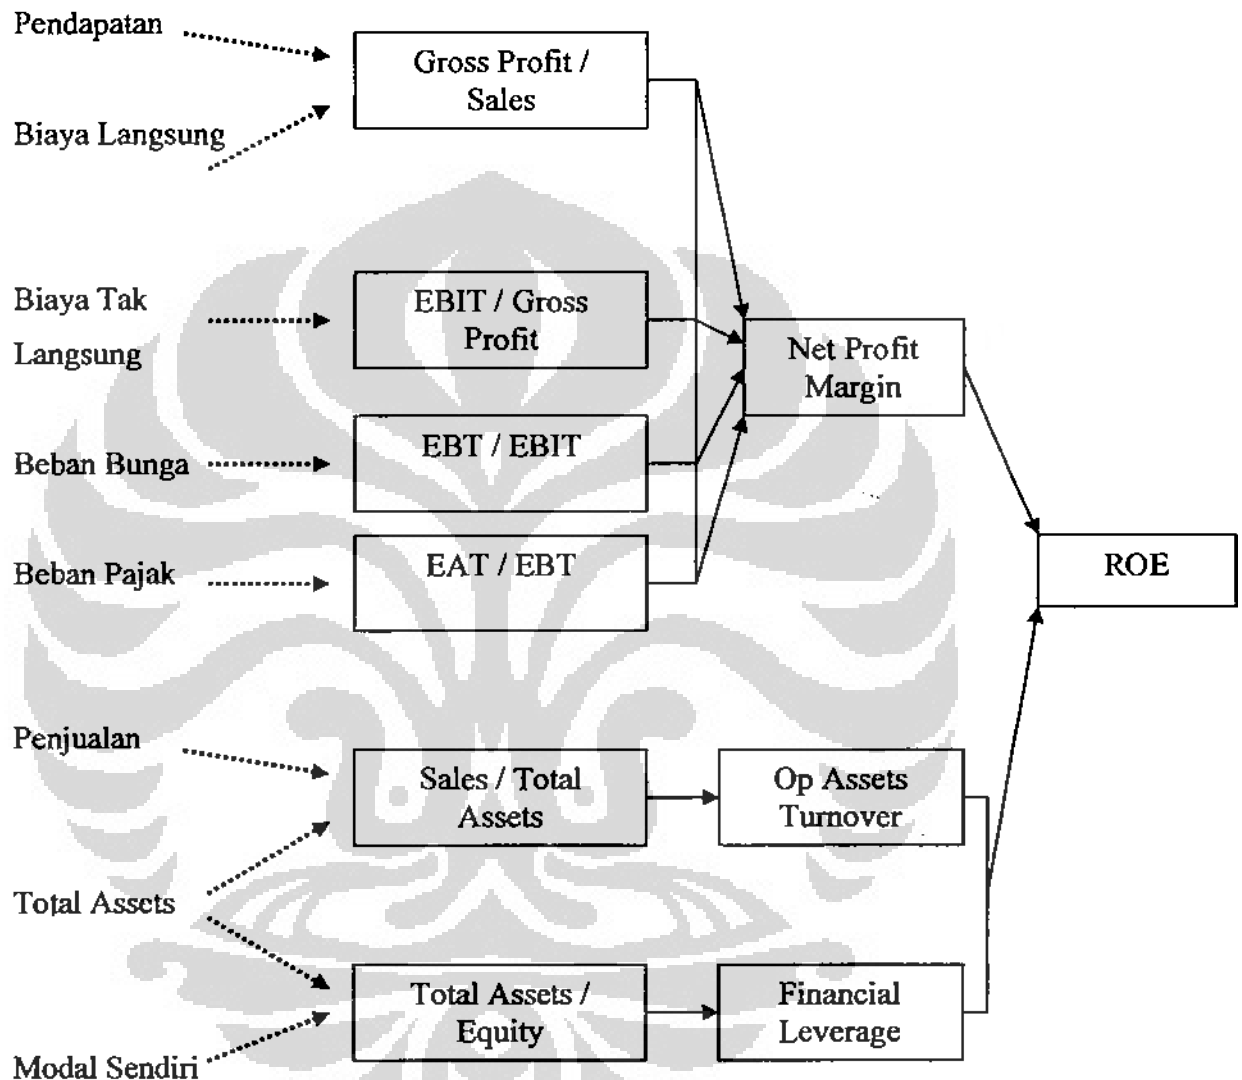 Pendapatan
Gross Profit /
Sales
Biaya Langsung
Biaya Tak
Langsung
EBIT / Gross
Profit
Net Profit
Margin
EBT / EBIT
Beban Bunga
EAT / EBT
Beban Pajak
ROE
Penjualan
Sales / Total
Assets
Op Assets
Turnover
Total Assets
Total Assets /
Equity
Financial
Leverage
Modal Sendiri